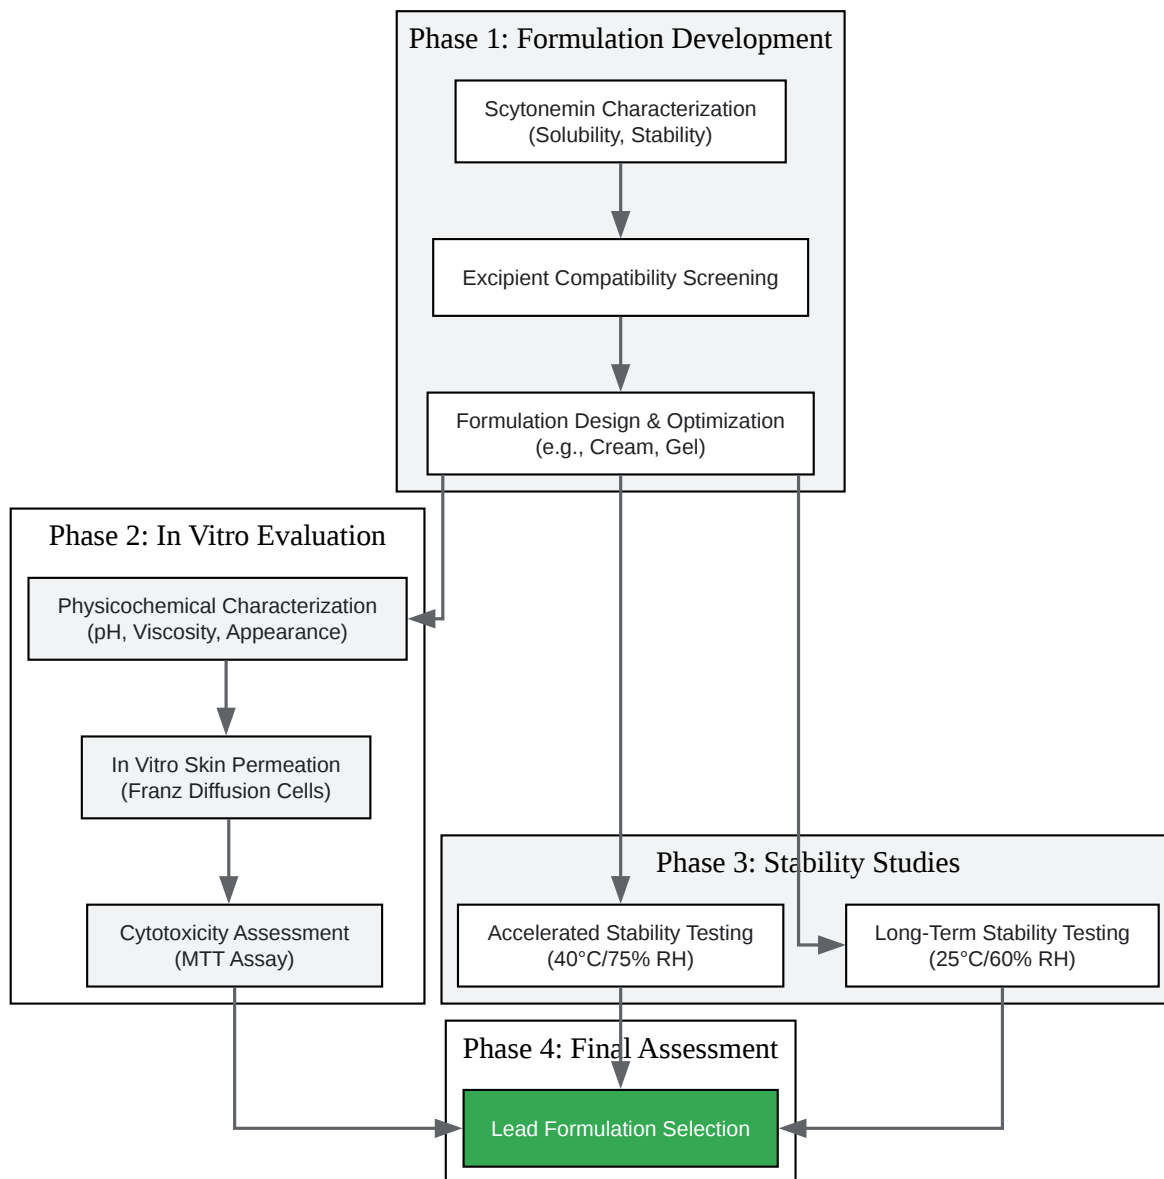 Phase 1: Formulation Development
Scytonemin Characterization
(Solubility, Stability)
Excipient Compatibility Screening
Formulation Design & Optimization
(e.g., Cream, Gel)
Phase 2: In Vitro Evaluation
Physicochemical Characterization
(pH, Viscosity, Appearance)
In Vitro Skin Permeation
(Franz Diffusion Cells)
Cytotoxicity Assessment
(MTT Assay)
Phase 3: Stability Studies
Accelerated Stability Testing
(40°C/75% RH)
Long-Term Stability Testing
(25°C/60% RH)
Phase 4: Final Assessment
Lead Formulation Selection